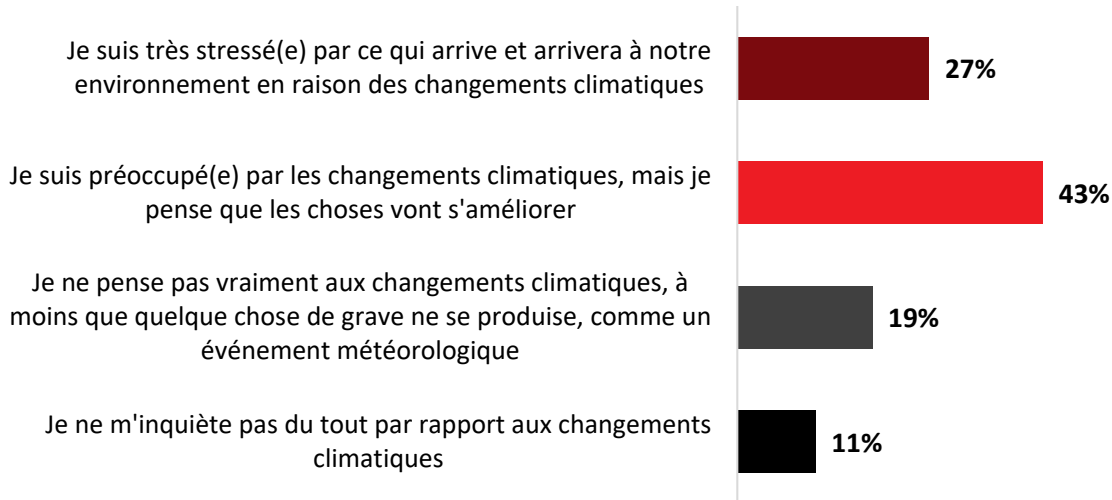 Je suis très stressé(e) par ce qui arrive et arrivera à notre
environnement en raison des changements climatiques
27%
Je suis préoccupé(e) par les changements climatiques, mais je
pense que les choses vont s'améliorer
43%
Je ne pense pas vraiment aux changements climatiques, à
moins que quelque chose de grave ne se produise, comme un
événement météorologique
19%
Je ne m'inquiète pas du tout par rapport aux changements
climatiques
11%